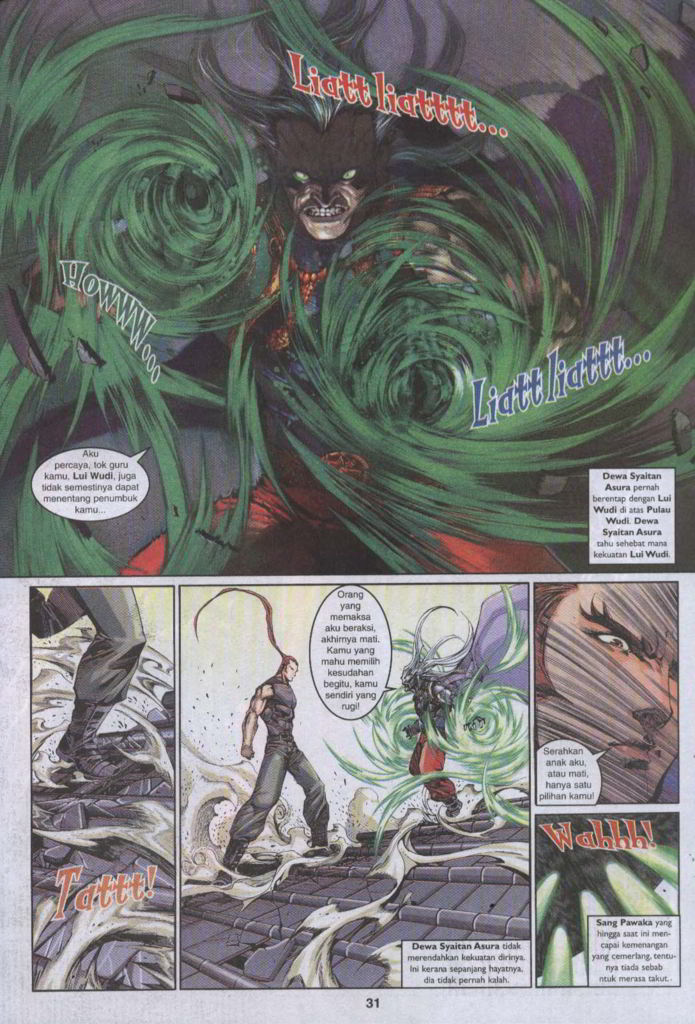 Liatt liatttt...
HOWWW...
Liatt liattt...
Aku
percaya, tok guru
kamu, Lui Wudi, juga
tidak semestinya dapat
menentang penumbuk
kamu...
Dewa Syaitan
Asura pernah
berentap dengan Lui
Wudi di atas Pulau
Wudi. Dewa
Syaitan Asura
tahu sehebat mana
kekuatan Lui Wudi.
Tattt!
Orang
yang
memaksa
aku beraksi,
akhirnya mati.
Kamu yang
mahu memilih
kesudahan
begitu, kamu
sendiri yang
rugi!
Dewa Syaitan Asura tidak
merendahkan kekuatan dirinya.
Ini kerana sepanjang hayatnya,
dia tidak pernah kalah.
Serahkan
anak aku,
atau mati,
hanya satu
pilihan kamu!
Wahhh!
Sang Pawaka yang
hingga saat ini men-
capai kemenangan
yang cemerlang, tentu-
nya tiada sebab
ntuk merasa takut..
31